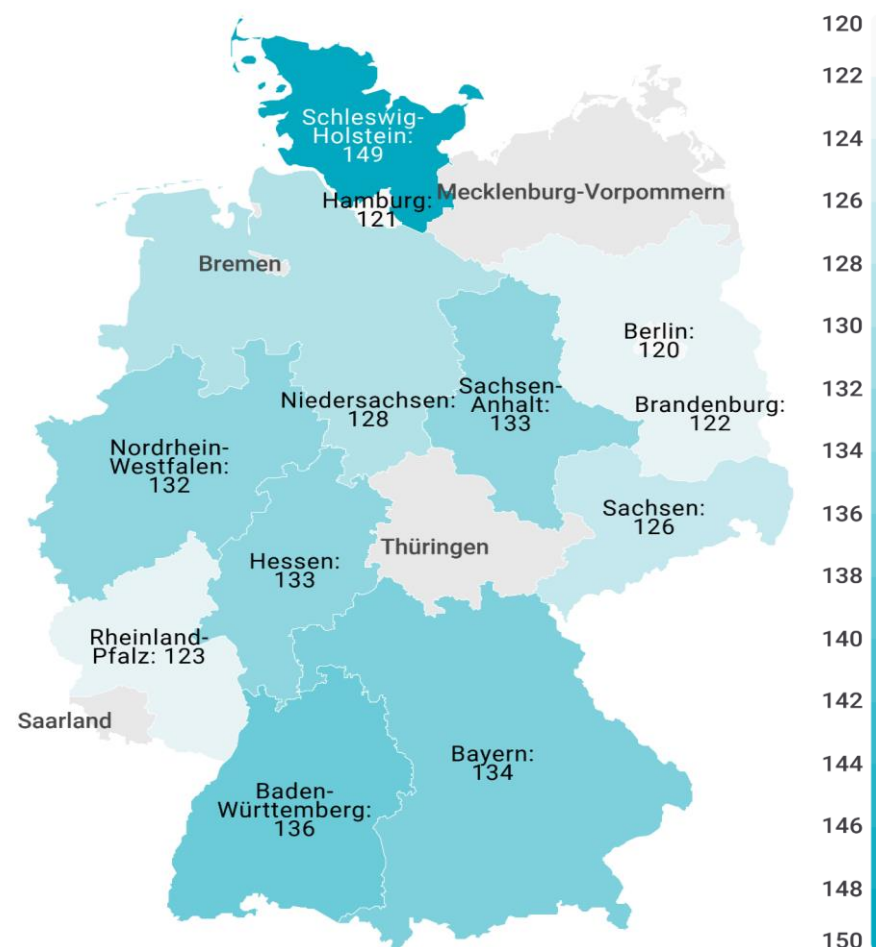 Schleswig-
Holstein:
149
Mecklenburg-Vorpommern
Hamburg:
121
Bremen
Berlin:
120
Niedersachsen:
128
Sachsen-
Anhalt:
133
Brandenburg:
122
Nordrhein-
Westfalen:
132
Sachsen:
126
Hessen:
133
Thüringen
Rheinland-
Pfalz: 123
Saarland
Bayern:
134
Baden-
Württemberg:
136
120
122
124
126
128
130
132
134
136
138
140
142
144
146
148
150